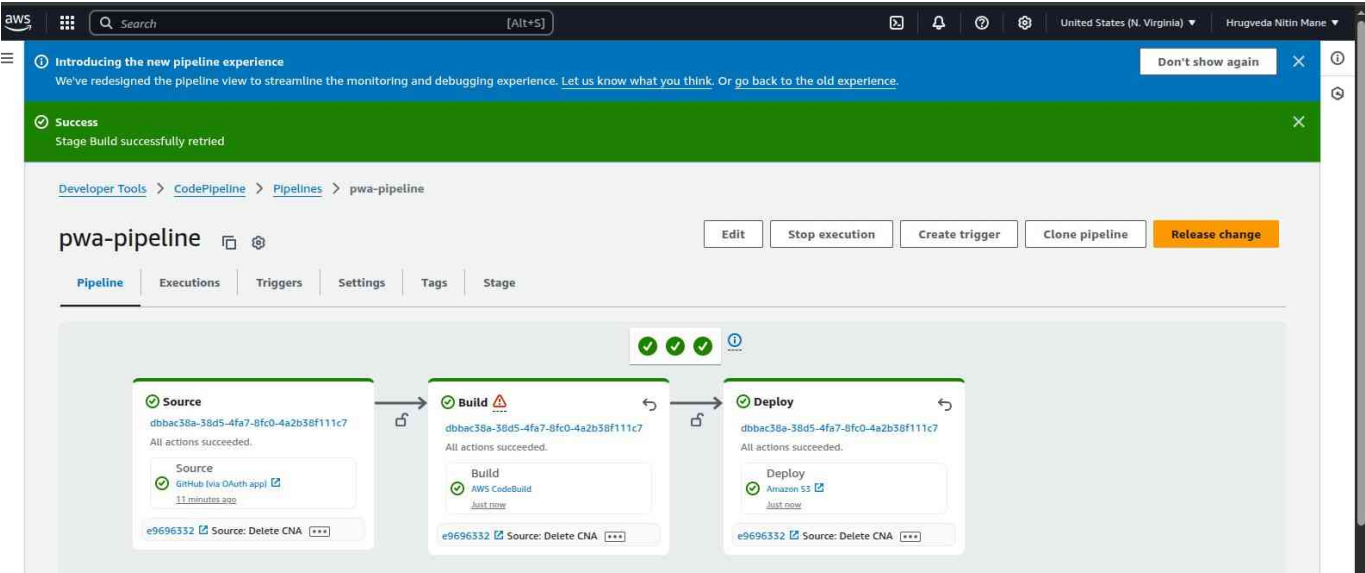 aws
Search [Alt+S] United States (N. Virginia) ▼ Hrugveda Nitin Mane ▼
Introducing the new pipeline experience
We've redesigned the pipeline view to streamline the monitoring and debugging experience. Let us know what you think. Or go back to the old experience.
Don't show again
Success
Stage Build successfully retried
Developer Tools > CodePipeline > Pipelines > pwa-pipeline
pwa-pipeline
Edit Stop execution Create trigger Clone pipeline Release change
Pipeline Executions Triggers Settings Tags Stage
Source
dbbac38a-38d5-4fa7-8fc0-4a2b38f111c7
All actions succeeded.
Source
GitHub (via OAuth app)
11 minutes ago
e9696332 Source: Delete CNA
Build
dbbac38a-38d5-4fa7-8fc0-4a2b38f111c7
All actions succeeded.
Build
AWS CodeBuild
Just now
e9696332 Source: Delete CNA
Deploy
dbbac38a-38d5-4fa7-8fc0-4a2b38f111c7
All actions succeeded.
Deploy
Amazon S3
Just now
e9696332 Source: Delete CNA